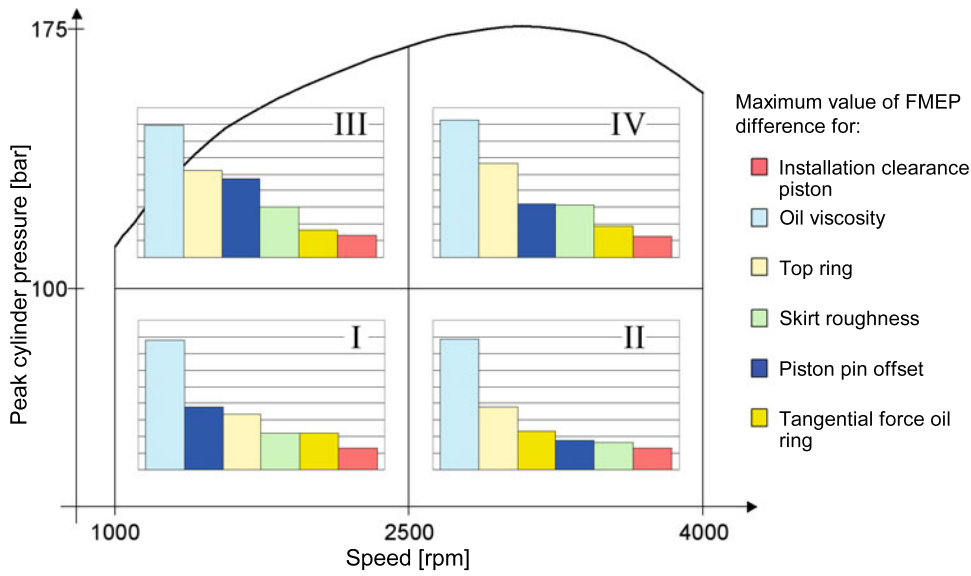 175
III
IV
Maximum value of FMEP
difference for:
Installation clearance
piston
Oil viscosity
Top ring
Skirt roughness
Piston pin offset
Tangential force oil
ring
Peak cylinder pressure [bar]
100
I
II
1000
2500
4000
Speed [rpm]